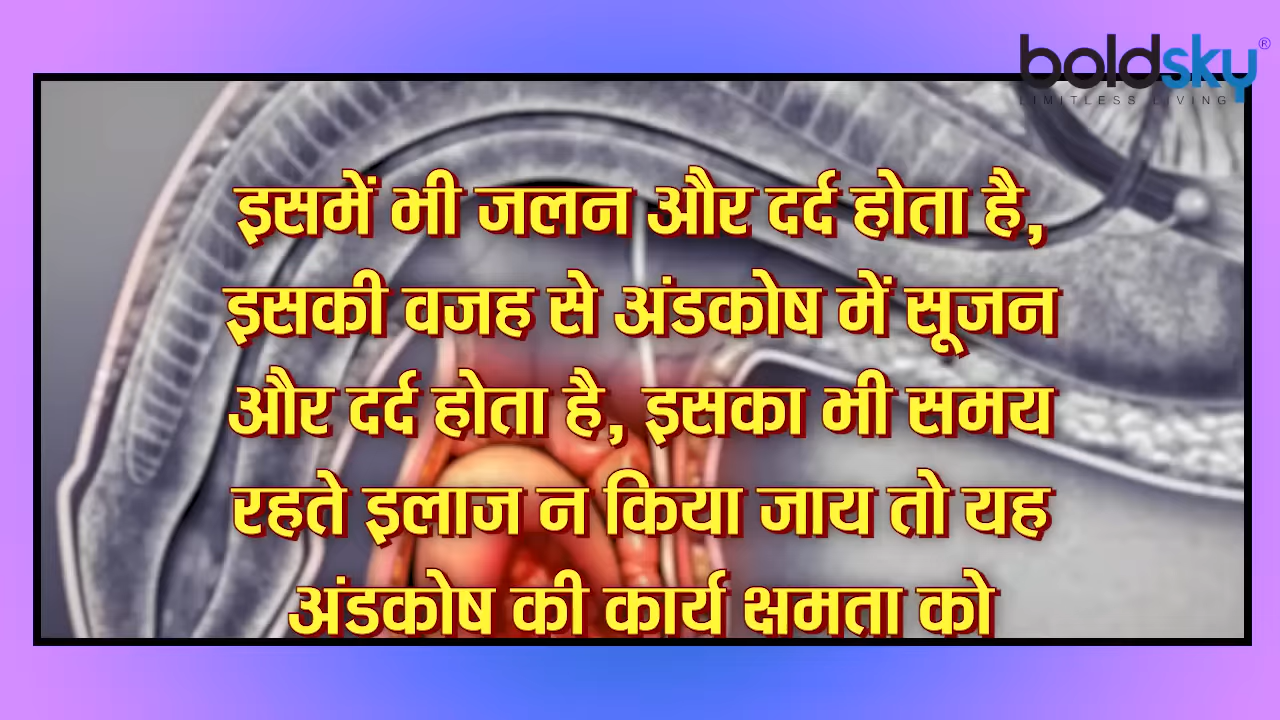 boldsky®
LIMITLESS LIVING
इसमें भी जलन और दर्द होता है,
इसकी वजह से अंडकोष में सूजन
और दर्द होता है, इसका भी समय
रहते इलाज न किया जाय तो यह
अंडकोष की कार्य क्षमता को